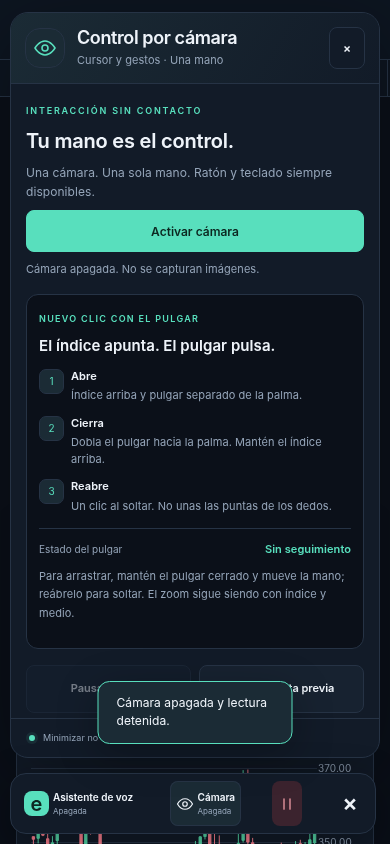 Control por cámara
Cursor y gestos · Una mano
×
INTERACCIÓN SIN CONTACTO
Tu mano es el control.
Una cámara. Una sola mano. Ratón y teclado siempre
disponibles.
Activar cámara
Cámara apagada. No se capturan imágenes.
NUEVO CLIC CON EL PULGAR
El índice apunta. El pulgar pulsa.
1
Abre
Índice arriba y pulgar separado de la palma.
2
Cierra
Dobla el pulgar hacia la palma. Mantén el índice
arriba.
3
Reabre
Un clic al soltar. No unas las puntas de los dedos.
Estado del pulgar
Sin seguimiento
Para arrastrar, mantén el pulgar cerrado y mueve la mano;
reábrelo para soltar. El zoom sigue siendo con índice y
medio.
previa
Cámara apagada y lectura
detenida.
Minimizar no
370.00
e
Asistente de voz
Apagada
Cámara
Apagada
×
350.00